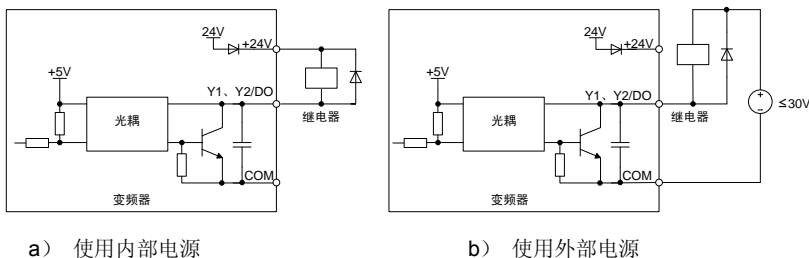 24V
+24V
+5V
Y1、Y2/DO
光耦
继电器
COM
变频器
24V
+24V
+5V
Y1、Y2/DO
光耦
继电器
+
−
≤30V
COM
变频器
a） 使用内部电源
b） 使用外部电源